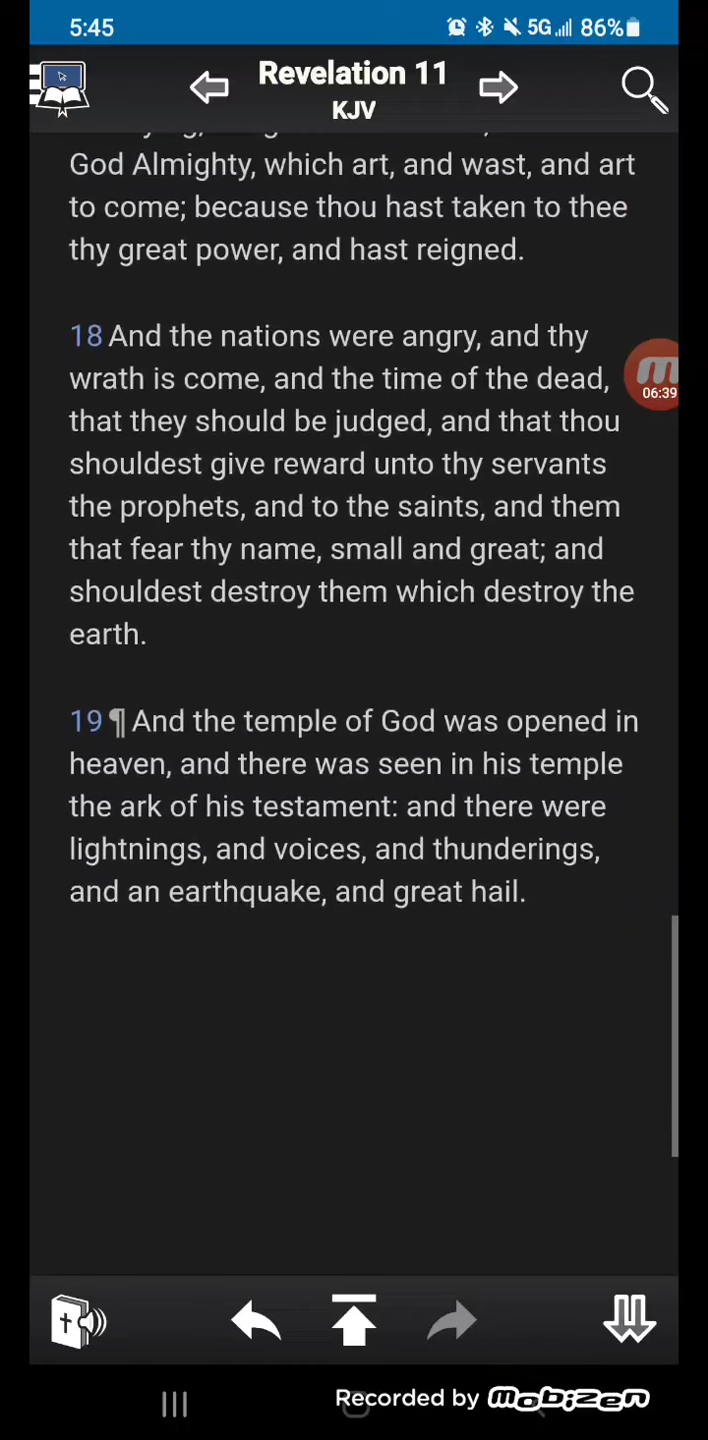 5:45 5G 86%
Revelation 11
KJV
God Almighty, which art, and wast, and art
to come; because thou hast taken to thee
thy great power, and hast reigned.
18 And the nations were angry, and thy
wrath is come, and the time of the dead,
that they should be judged, and that thou
shouldest give reward unto thy servants
the prophets, and to the saints, and them
that fear thy name, small and great; and
shouldest destroy them which destroy the
earth.
06:39
19 ¶ And the temple of God was opened in
heaven, and there was seen in his temple
the ark of his testament: and there were
lightnings, and voices, and thunderings,
and an earthquake, and great hail.
Recorded by mobizen